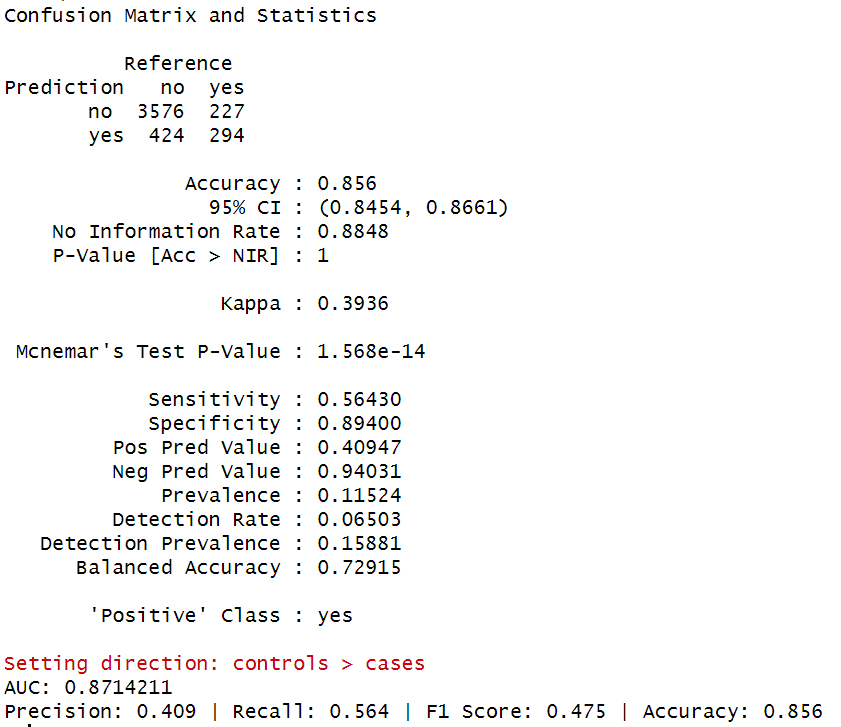 Confusion Matrix and Statistics
Reference
Prediction no yes
no 3576 227
yes 424 294
Accuracy : 0.856
95% CI : (0.8454, 0.8661)
No Information Rate : 0.8848
P-Value [Acc > NIR] : 1
Kappa : 0.3936
Mcnemar's Test P-Value : 1.568e-14
Sensitivity : 0.56430
Specificity : 0.89400
Pos Pred Value : 0.40947
Neg Pred Value : 0.94031
Prevalence : 0.11524
Detection Rate : 0.06503
Detection Prevalence : 0.15881
Balanced Accuracy : 0.72915
'Positive' Class : yes
Setting direction: controls > cases
AUC: 0.8714211
Precision: 0.409 | Recall: 0.564 | F1 Score: 0.475 | Accuracy: 0.856